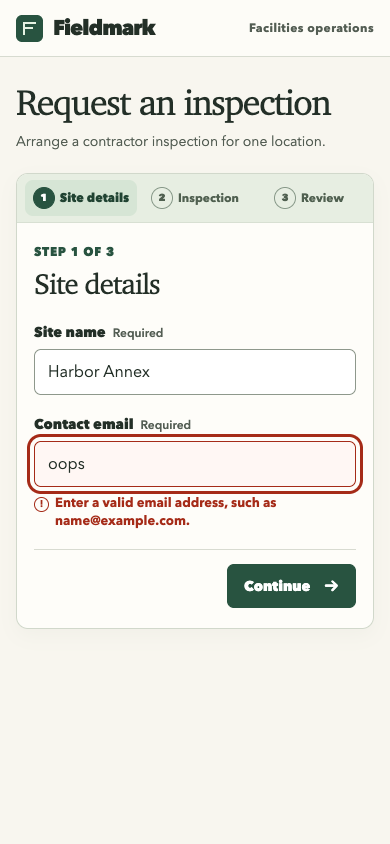 Fieldmark
Facilities operations
Request an inspection
Arrange a contractor inspection for one location.
1 Site details
2 Inspection
3 Review
STEP 1 OF 3
Site details
Site name Required
Harbor Annex
Contact email Required
oops
! Enter a valid email address, such as
name@example.com.
Continue →